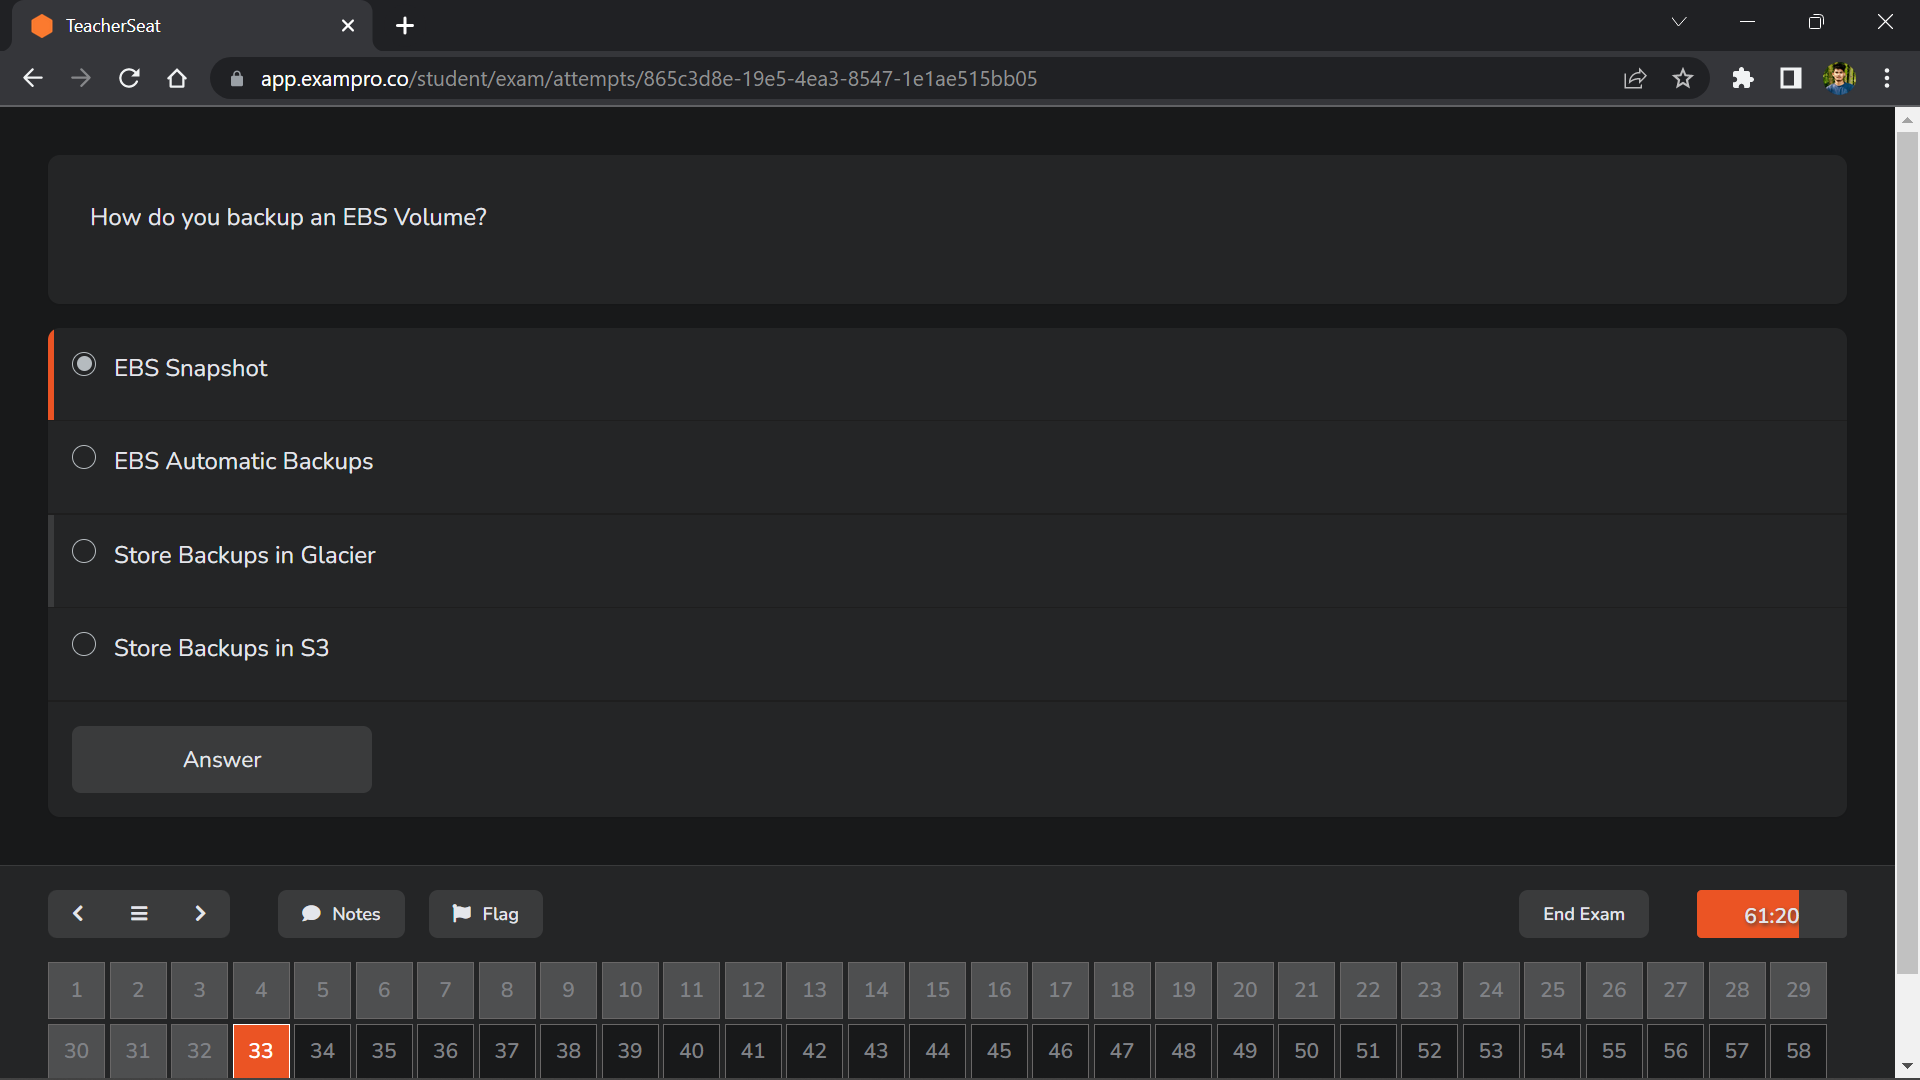 TeacherSeat
app.exampro.co/student/exam/attempts/865c3d8e-19e5-4ea3-8547-1e1ae515bb05
How do you backup an EBS Volume?
EBS Snapshot
EBS Automatic Backups
Store Backups in Glacier
Store Backups in S3
Answer
Notes Flag End Exam 61:20
1 2 3 4 5 6 7 8 9 10 11 12 13 14 15 16 17 18 19 20 21 22 23 24 25 26 27 28 29
30 31 32 33 34 35 36 37 38 39 40 41 42 43 44 45 46 47 48 49 50 51 52 53 54 55 56 57 58